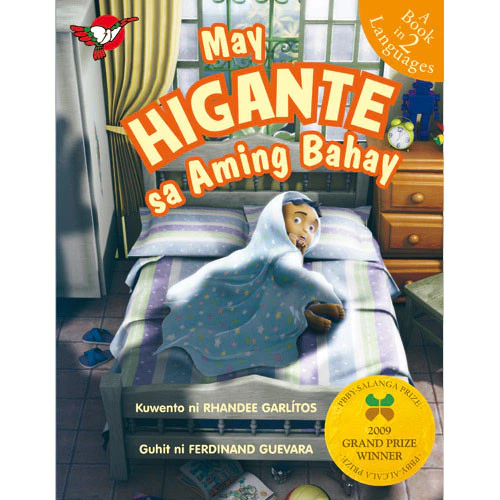 May
HIGANTE
sa Aming Bahay
A
Book
in 2
Languages
Kuwento ni RHANDEE GARLÍTOS
Guhit ni FERDINAND GUEVARA
·PBBY-SALANGA PRIZE·
2009
GRAND PRIZE
WINNER
·PBBY-ALCALA PRIZE·